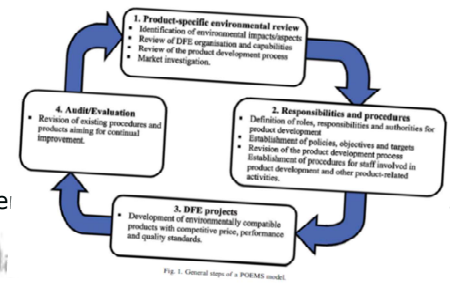 1. Product-specific environmental review
• Identification of environmental impacts/aspects
• Review of DFE organisation and capabilities
• Review of the product development process
• Market investigation.
2. Responsibilities and procedures
• Definition of roles, responsibilities and authorities for
product development
• Establishment of policies, objectives and targets
• Revision of the product development process
Establishment of procedures for staff involved in
product development and other product-related
activities.
3. DFE projects
• Development of environmentally compatible
products with competitive price, performance
and quality standards.
4. Audit/Evaluation
• Revision of existing procedures and
products aiming for continual
improvement.
Fig. 1. General steps of a POEMS model.